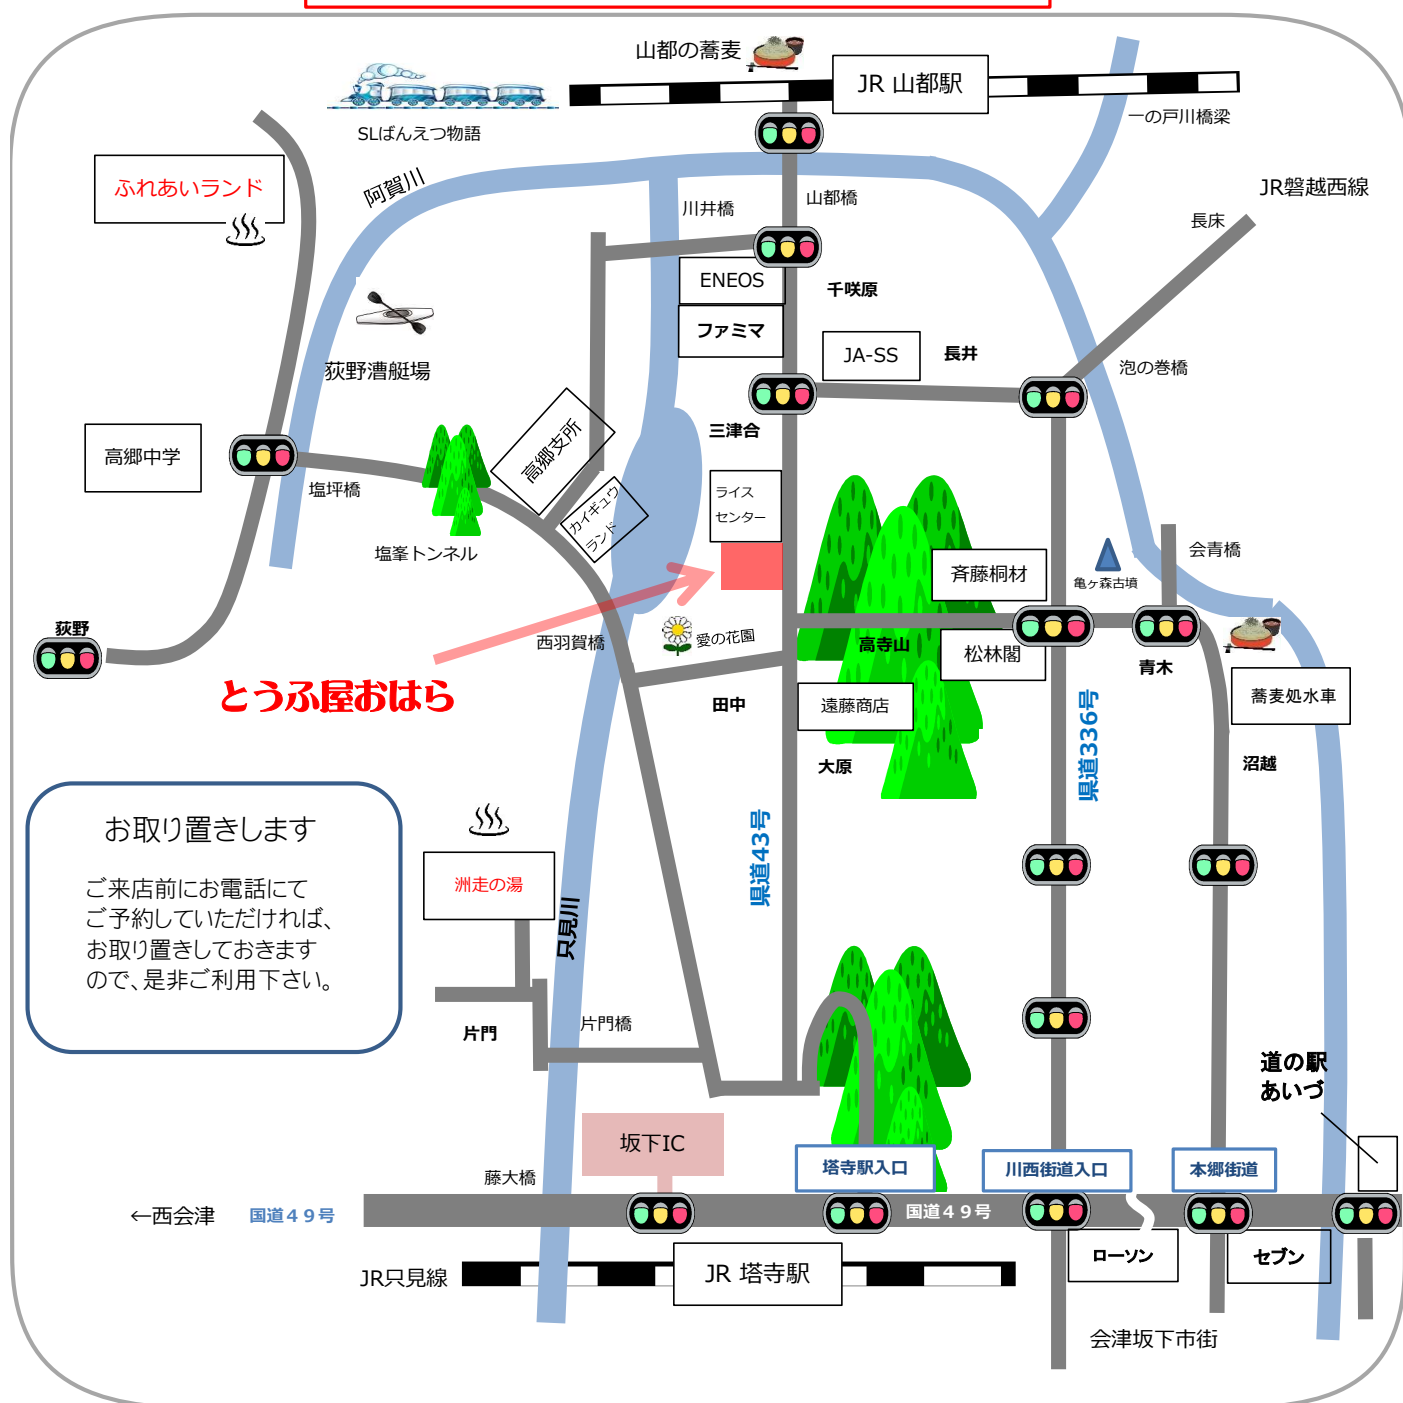 山都の蕎麦
JR 山都駅
SLばんえつ物語
一の戸川橋梁
ふれあいランド
阿賀川
川井橋
山都橋
JR磐越西線
長床
ENEOS
千咲原
ファミマ
JA-SS
長井
泡の巻橋
荻野漕艇場
三津合
高郷中学
高郷支所
塩坪橋
ライス
センター
カイギュウ
ランド
塩峯トンネル
会青橋
斉藤桐材
亀ヶ森古墳
荻野
西羽賀橋
愛の花園
高寺山
松林閣
青木
とうふ屋おはら
田中
遠藤商店
蕎麦処水車
県道336号
大原
沼越
お取り置きします
ご来店前にお電話にて
ご予約していただければ、
お取り置きしておきます
ので、是非ご利用下さい。
県道43号
洲走の湯
只見川
片門
片門橋
道の駅
あいづ
坂下IC
塔寺駅入口
川西街道入口
本郷街道
藤大橋
←西会津
国道４９号
国道４９号
ローソン
セブン
JR只見線
JR 塔寺駅
会津坂下市街